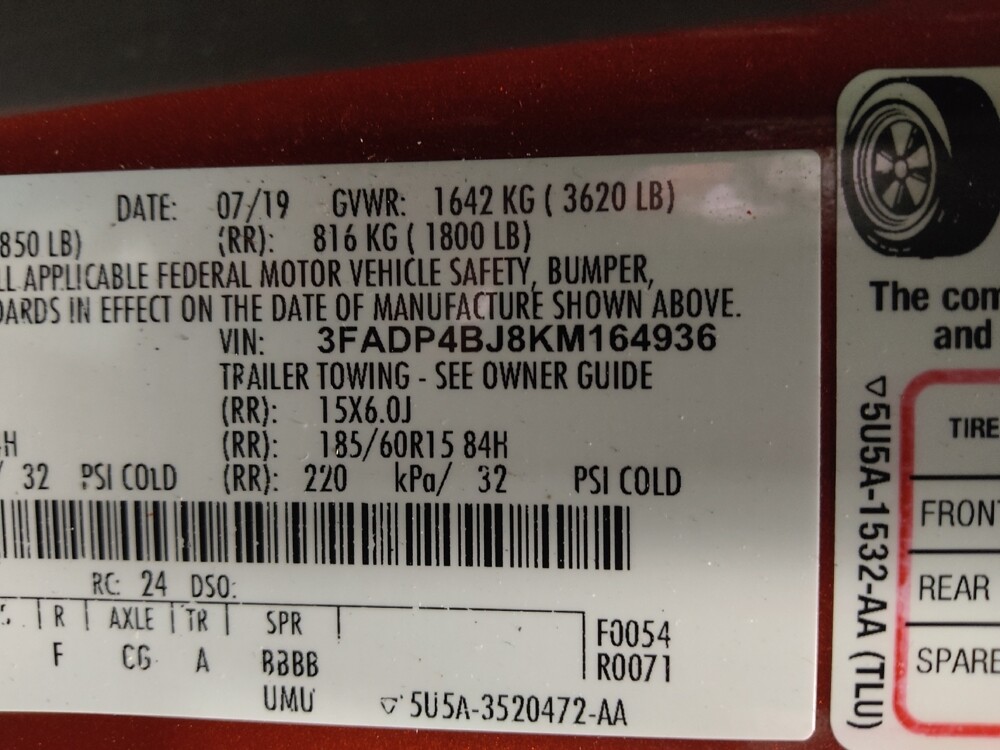 DATE: 07/19 GVWR: 1642 KG ( 3620 LB)
850 LB) (RR): 816 KG ( 1800 LB)
LL APPLICABLE FEDERAL MOTOR VEHICLE SAFETY, BUMPER,
DARDS IN EFFECT ON THE DATE OF MANUFACTURE SHOWN ABOVE.
VIN: 3FADP4BJ8KM164936
TRAILER TOWING - SEE OWNER GUIDE
(RR): 15X6.0J
H (RR): 185/60R15 84H
/ 32 PSI COLD (RR): 220 kPa/ 32 PSI COLD
RC: 24 DSO:
R AXLE TR SPR
F CG A BBBB
UMU
F0054
R0071
5U5A-3520472-AA
The com
and
TIRE
FRONT
REAR
SPARE
5U5A-1532-AA (TLU)